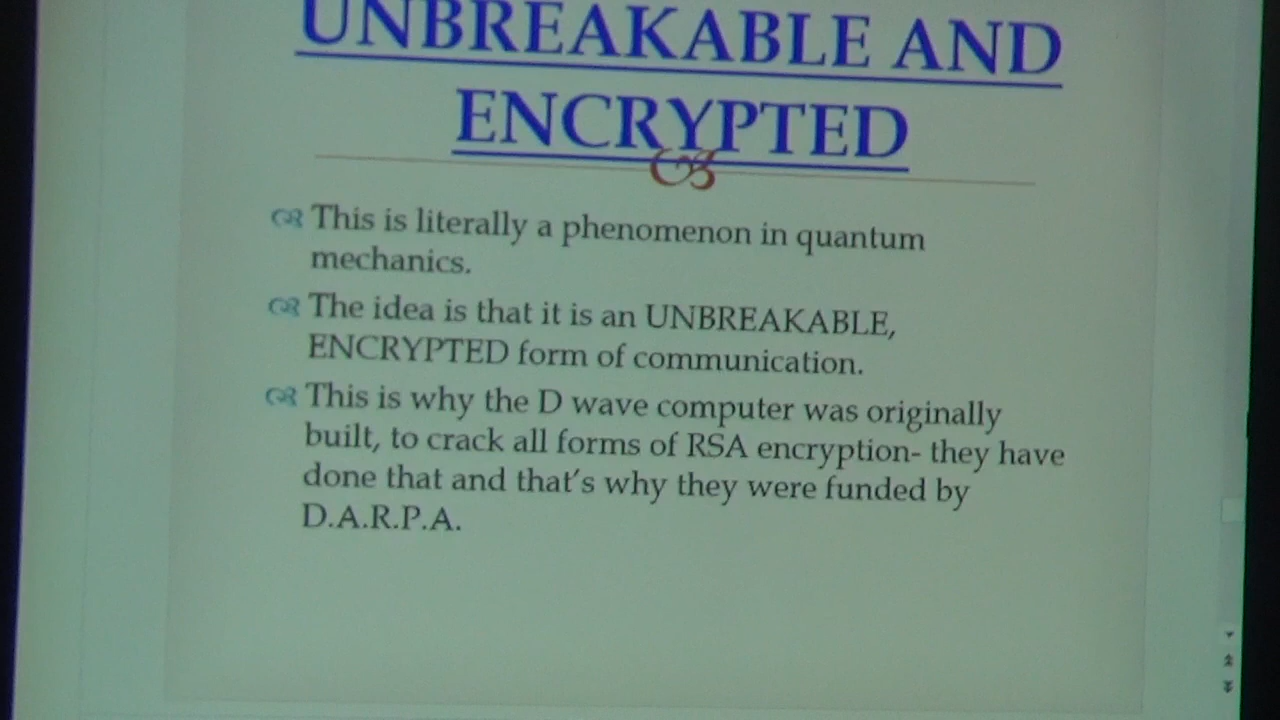 UNBREAKABLE AND
ENCRYPTED
This is literally a phenomenon in quantum
mechanics.
The idea is that it is an UNBREAKABLE,
ENCRYPTED form of communication.
This is why the D wave computer was originally
built, to crack all forms of RSA encryption- they have
done that and that's why they were funded by
D.A.R.P.A.